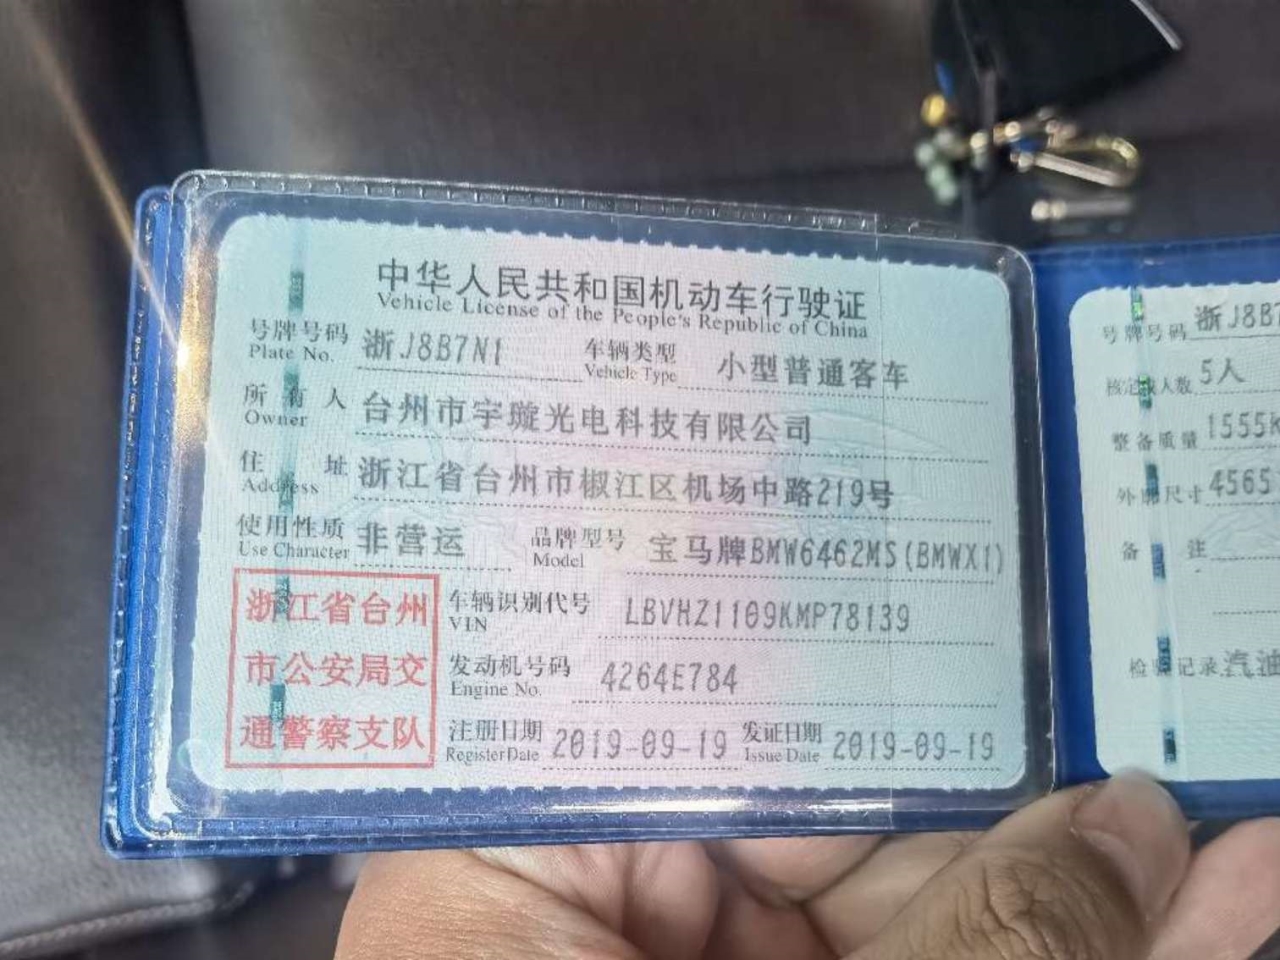 中华人民共和国机动车行驶证
Vehicle License of the People's Republic of China
号牌号码 浙J8B7N1 车辆类型 小型普通客车
Plate No. Vehicle Type
所有人 台州市宇璇光电科技有限公司
Owner
住址 浙江省台州市椒江区机场中路219号
Address
使用性质 非营运 品牌型号 宝马牌BMW6462MS(BMWX1)
Use Character Model
浙江省台州
市公安局交
通警察支队
车辆识别代号 LBVHZ1109KMP78139
VIN
发动机号码 4264E784
Engine No.
注册日期 2019-09-19 发证日期 2019-09-19
Register Date Issue Date
号牌号码 浙J8B7
核定载人数 5人
整备质量 1555K
外廓尺寸 4565
备注
检验记录 汽油